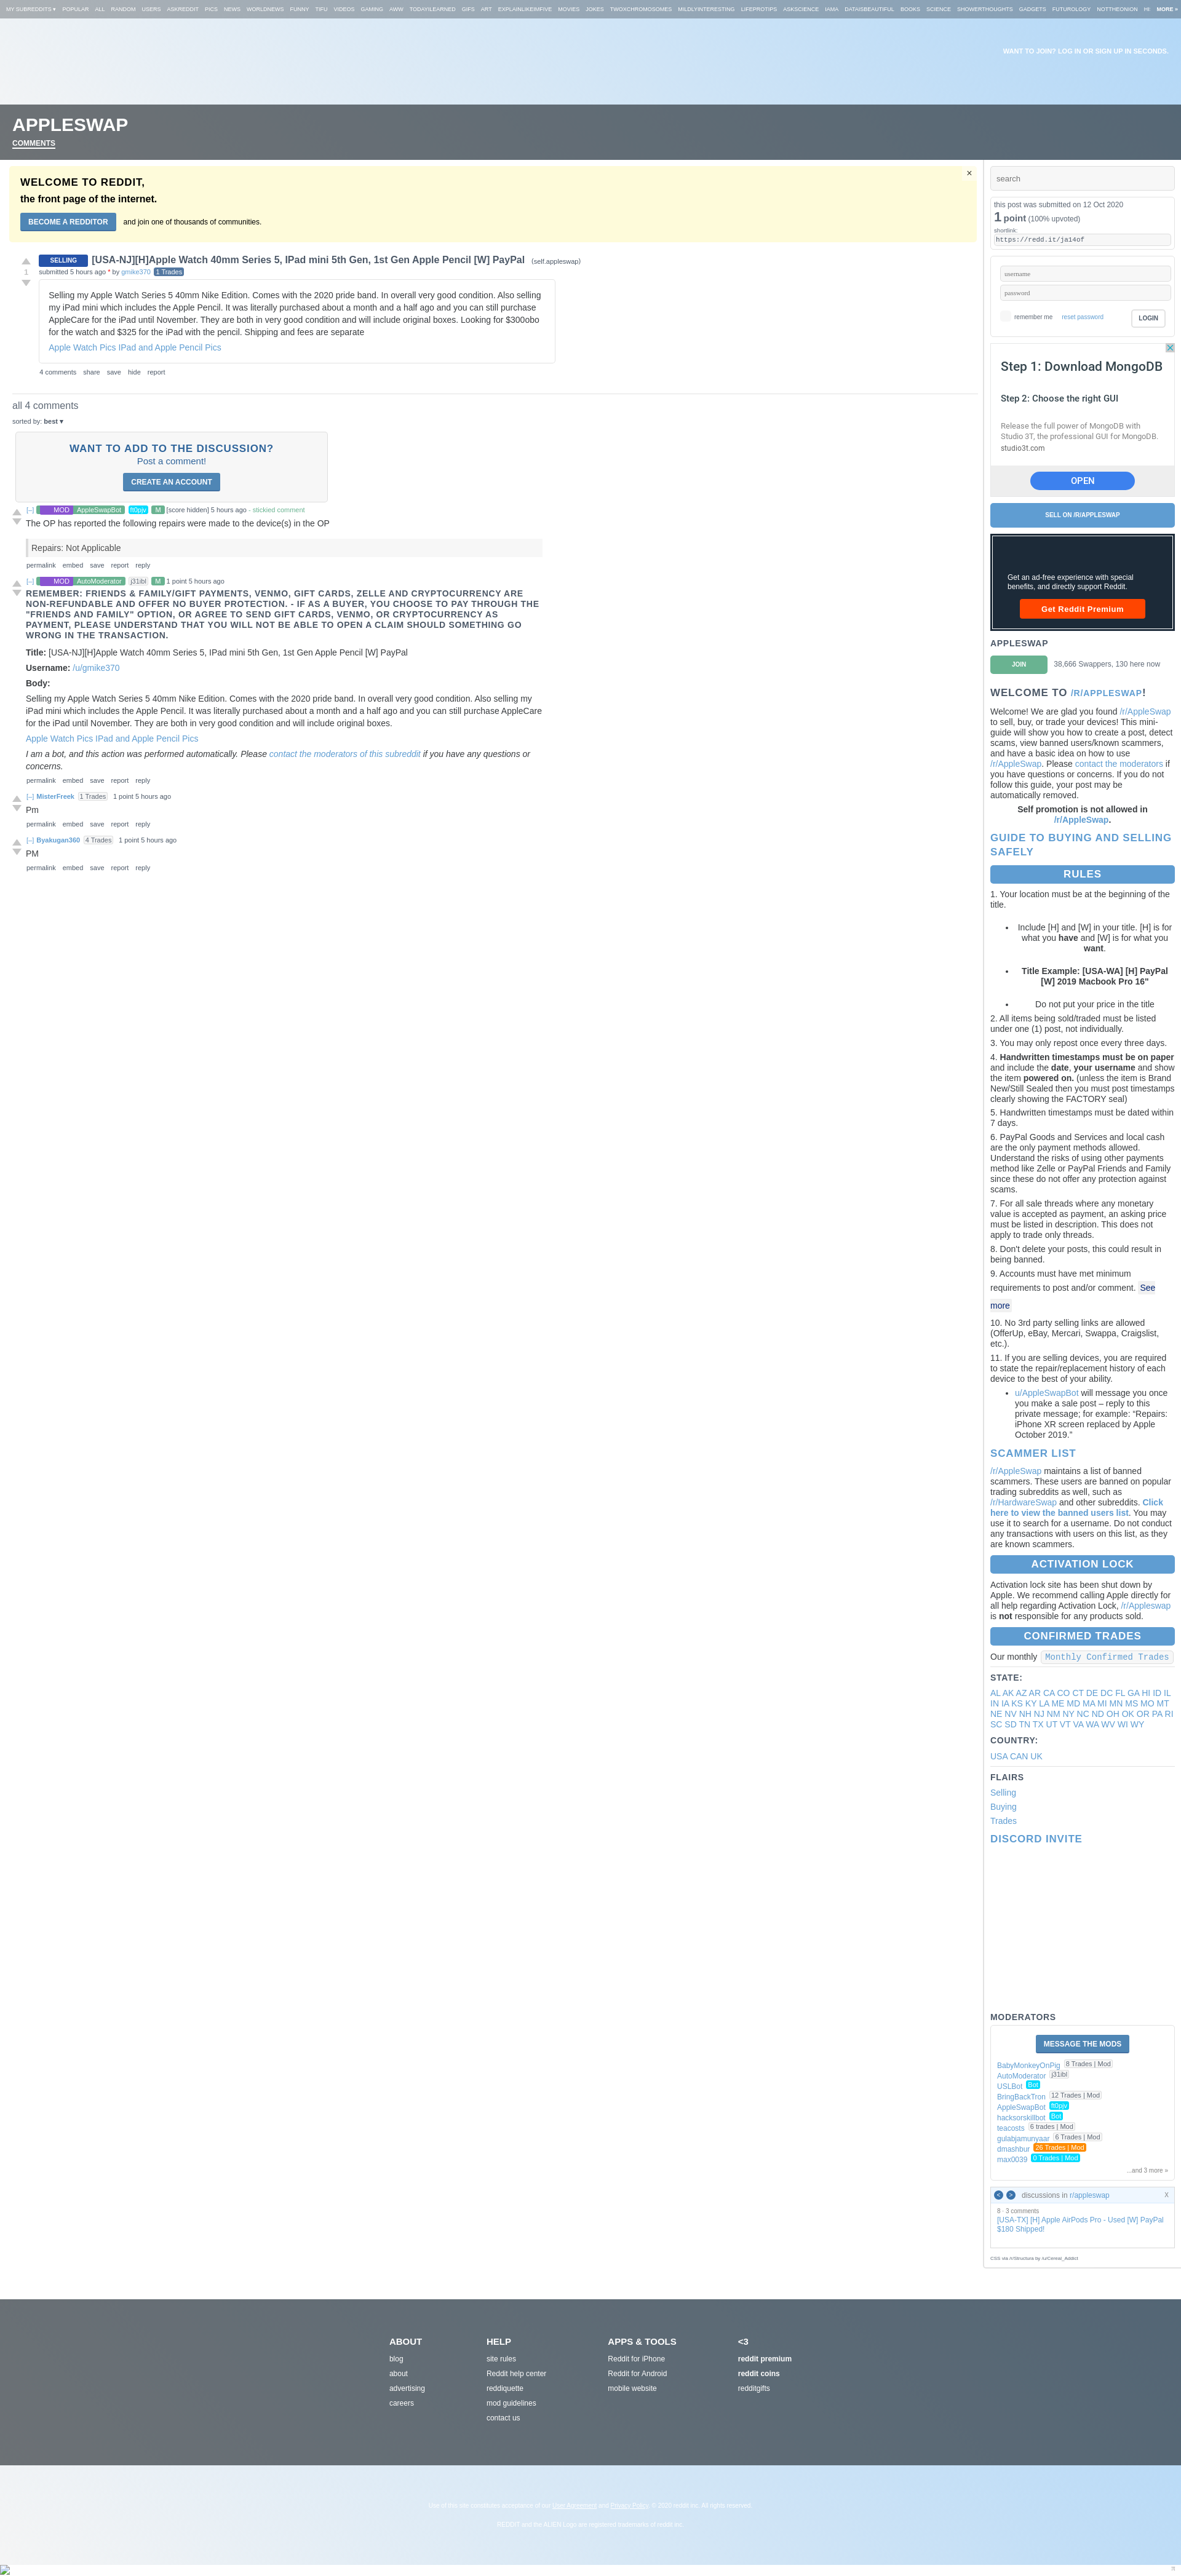 MY SUBREDDITS ▾ POPULAR ALL RANDOM USERS ASKREDDIT PICS NEWS WORLDNEWS FUNNY TIFU VIDEOS GAMING AWW TODAYILEARNED GIFS ART EXPLAINLIKEIMFIVE MOVIES JOKES TWOXCHROMOSOMES MILDLYINTERESTING LIFEPROTIPS ASKSCIENCE IAMA DATAISBEAUTIFUL BOOKS SCIENCE SHOWERTHOUGHTS GADGETS FUTUROLOGY NOTTHEONION HI MORE »
WANT TO JOIN? LOG IN OR SIGN UP IN SECONDS.
APPLESWAP
COMMENTS
WELCOME TO REDDIT,
the front page of the internet.
BECOME A REDDITOR and join one of thousands of communities.
×
1
SELLING [USA-NJ][H]Apple Watch 40mm Series 5, IPad mini 5th Gen, 1st Gen Apple Pencil [W] PayPal (self.appleswap)
submitted 5 hours ago * by gmike370 1 Trades
Selling my Apple Watch Series 5 40mm Nike Edition. Comes with the 2020 pride band. In overall very good condition. Also selling
my iPad mini which includes the Apple Pencil. It was literally purchased about a month and a half ago and you can still purchase
AppleCare for the iPad until November. They are both in very good condition and will include original boxes. Looking for $300obo
for the watch and $325 for the iPad with the pencil. Shipping and fees are separate
Apple Watch Pics IPad and Apple Pencil Pics
4 comments share save hide report
all 4 comments
sorted by: best ▾
WANT TO ADD TO THE DISCUSSION?
Post a comment!
CREATE AN ACCOUNT
[–] MOD AppleSwapBot ft0pjv M [score hidden] 5 hours ago - stickied comment
The OP has reported the following repairs were made to the device(s) in the OP
Repairs: Not Applicable
permalink embed save report reply
[–] MOD AutoModerator j31ibl M 1 point 5 hours ago
REMEMBER: FRIENDS & FAMILY/GIFT PAYMENTS, VENMO, GIFT CARDS, ZELLE AND CRYPTOCURRENCY ARE
NON-REFUNDABLE AND OFFER NO BUYER PROTECTION. - IF AS A BUYER, YOU CHOOSE TO PAY THROUGH THE
"FRIENDS AND FAMILY" OPTION, OR AGREE TO SEND GIFT CARDS, VENMO, OR CRYPTOCURRENCY AS
PAYMENT, PLEASE UNDERSTAND THAT YOU WILL NOT BE ABLE TO OPEN A CLAIM SHOULD SOMETHING GO
WRONG IN THE TRANSACTION.
Title: [USA-NJ][H]Apple Watch 40mm Series 5, IPad mini 5th Gen, 1st Gen Apple Pencil [W] PayPal
Username: /u/gmike370
Body:
Selling my Apple Watch Series 5 40mm Nike Edition. Comes with the 2020 pride band. In overall very good condition. Also selling
my iPad mini which includes the Apple Pencil. It was literally purchased about a month and a half ago and you can still purchase AppleCare
for the iPad until November. They are both in very good condition and will include original boxes.
Apple Watch Pics IPad and Apple Pencil Pics
I am a bot, and this action was performed automatically. Please contact the moderators of this subreddit if you have any questions or
concerns.
permalink embed save report reply
[–] MisterFreek 1 Trades 1 point 5 hours ago
Pm
permalink embed save report reply
[–] Byakugan360 4 Trades 1 point 5 hours ago
PM
permalink embed save report reply
search
this post was submitted on 12 Oct 2020
1 point (100% upvoted)
shortlink:
https://redd.it/ja14of
username
password
remember me reset password LOGIN
Step 1: Download MongoDB
Step 2: Choose the right GUI
Release the full power of MongoDB with
Studio 3T, the professional GUI for MongoDB.
studio3t.com
OPEN
SELL ON /R/APPLESWAP
Get an ad-free experience with special
benefits, and directly support Reddit.
Get Reddit Premium
APPLESWAP
JOIN 38,666 Swappers, 130 here now
WELCOME TO /R/APPLESWAP!
Welcome! We are glad you found /r/AppleSwap
to sell, buy, or trade your devices! This mini-
guide will show you how to create a post, detect
scams, view banned users/known scammers,
and have a basic idea on how to use
/r/AppleSwap. Please contact the moderators if
you have questions or concerns. If you do not
follow this guide, your post may be
automatically removed.
Self promotion is not allowed in
/r/AppleSwap.
GUIDE TO BUYING AND SELLING
SAFELY
RULES
1. Your location must be at the beginning of the
title.
• Include [H] and [W] in your title. [H] is for
what you have and [W] is for what you
want.
• Title Example: [USA-WA] [H] PayPal
[W] 2019 Macbook Pro 16"
• Do not put your price in the title
2. All items being sold/traded must be listed
under one (1) post, not individually.
3. You may only repost once every three days.
4. Handwritten timestamps must be on paper
and include the date, your username and show
the item powered on. (unless the item is Brand
New/Still Sealed then you must post timestamps
clearly showing the FACTORY seal)
5. Handwritten timestamps must be dated within
7 days.
6. PayPal Goods and Services and local cash
are the only payment methods allowed.
Understand the risks of using other payments
method like Zelle or PayPal Friends and Family
since these do not offer any protection against
scams.
7. For all sale threads where any monetary
value is accepted as payment, an asking price
must be listed in description. This does not
apply to trade only threads.
8. Don't delete your posts, this could result in
being banned.
9. Accounts must have met minimum
requirements to post and/or comment. See
more
10. No 3rd party selling links are allowed
(OfferUp, eBay, Mercari, Swappa, Craigslist,
etc.).
11. If you are selling devices, you are required
to state the repair/replacement history of each
device to the best of your ability.
• u/AppleSwapBot will message you once
you make a sale post – reply to this
private message; for example: “Repairs:
iPhone XR screen replaced by Apple
October 2019.”
SCAMMER LIST
/r/AppleSwap maintains a list of banned
scammers. These users are banned on popular
trading subreddits as well, such as
/r/HardwareSwap and other subreddits. Click
here to view the banned users list. You may
use it to search for a username. Do not conduct
any transactions with users on this list, as they
are known scammers.
ACTIVATION LOCK
Activation lock site has been shut down by
Apple. We recommend calling Apple directly for
all help regarding Activation Lock, /r/Appleswap
is not responsible for any products sold.
CONFIRMED TRADES
Our monthly Monthly Confirmed Trades
STATE:
AL AK AZ AR CA CO CT DE DC FL GA HI ID IL
IN IA KS KY LA ME MD MA MI MN MS MO MT
NE NV NH NJ NM NY NC ND OH OK OR PA RI
SC SD TN TX UT VT VA WA WV WI WY
COUNTRY:
USA CAN UK
FLAIRS
Selling
Buying
Trades
DISCORD INVITE
MODERATORS
MESSAGE THE MODS
BabyMonkeyOnPig 8 Trades | Mod
AutoModerator j31ibl
USLBot Bot
BringBackTron 12 Trades | Mod
AppleSwapBot ft0pjv
hacksorskillbot Bot
teacosts 6 trades | Mod
gulabjamunyaar 6 Trades | Mod
dmashbur 26 Trades | Mod
max0039 0 Trades | Mod
...and 3 more »
< > discussions in r/appleswap X
8 · 3 comments
[USA-TX] [H] Apple AirPods Pro - Used [W] PayPal
$180 Shipped!
CSS via /r/Structura by /u/Cereal_Addict
ABOUT
blog
about
advertising
careers
HELP
site rules
Reddit help center
reddiquette
mod guidelines
contact us
APPS & TOOLS
Reddit for iPhone
Reddit for Android
mobile website
<3
reddit premium
reddit coins
redditgifts
Use of this site constitutes acceptance of our User Agreement and Privacy Policy. © 2020 reddit inc. All rights reserved.
REDDIT and the ALIEN Logo are registered trademarks of reddit inc.
π